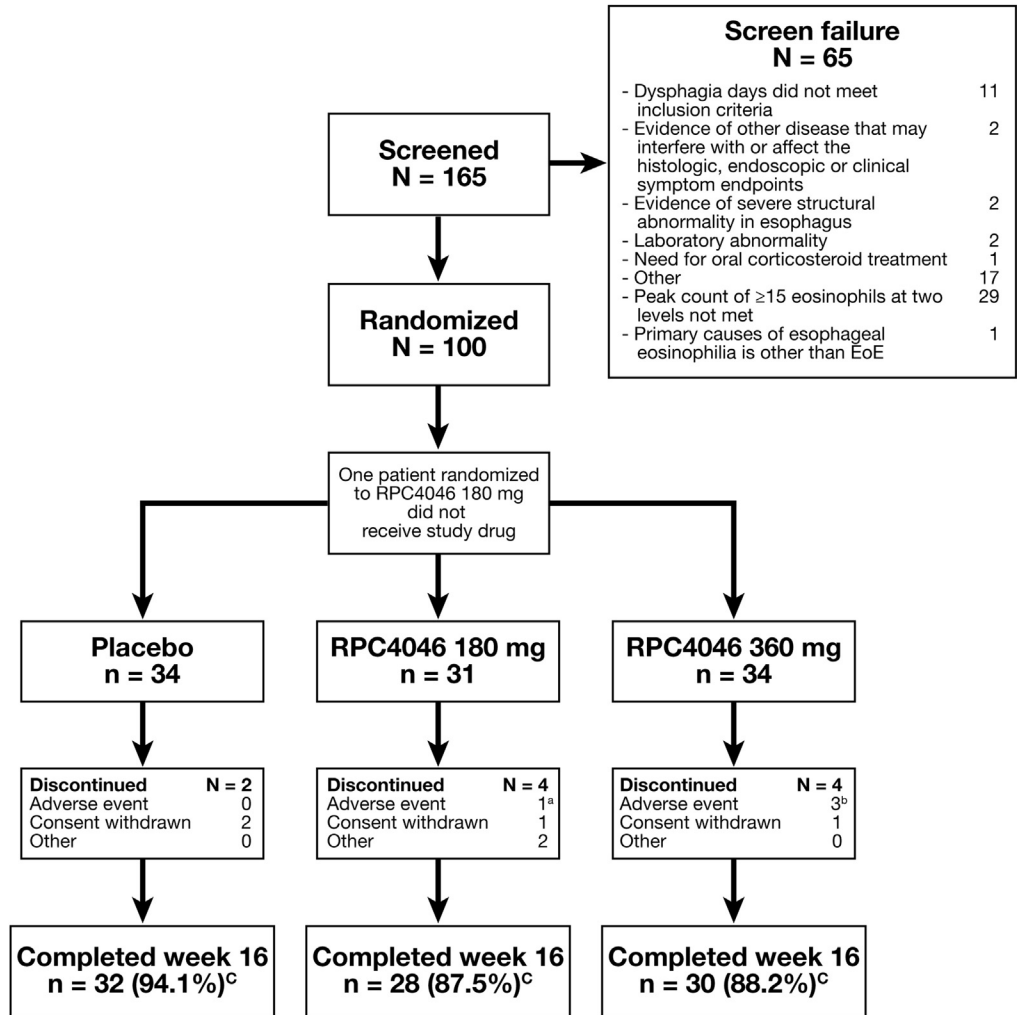 Screen failure
N = 65
- Dysphagia days did not meet 11
inclusion criteria
- Evidence of other disease that may 2
interfere with or affect the
histologic, endoscopic or clinical
symptom endpoints
- Evidence of severe structural 2
abnormality in esophagus
- Laboratory abnormality 2
- Need for oral corticosteroid treatment 1
- Other 17
- Peak count of ≥15 eosinophils at two 29
levels not met
- Primary causes of esophageal 1
eosinophilia is other than EoE
Screened
N = 165
Randomized
N = 100
One patient randomized
to RPC4046 180 mg
did not
receive study drug
Placebo
n = 34
RPC4046 180 mg
n = 31
RPC4046 360 mg
n = 34
Discontinued N = 2
Adverse event 0
Consent withdrawn 2
Other 0
Discontinued N = 4
Adverse event 1ᵃ
Consent withdrawn 1
Other 2
Discontinued N = 4
Adverse event 3ᵇ
Consent withdrawn 1
Other 0
Completed week 16
n = 32 (94.1%)ᶜ
Completed week 16
n = 28 (87.5%)ᶜ
Completed week 16
n = 30 (88.2%)ᶜ